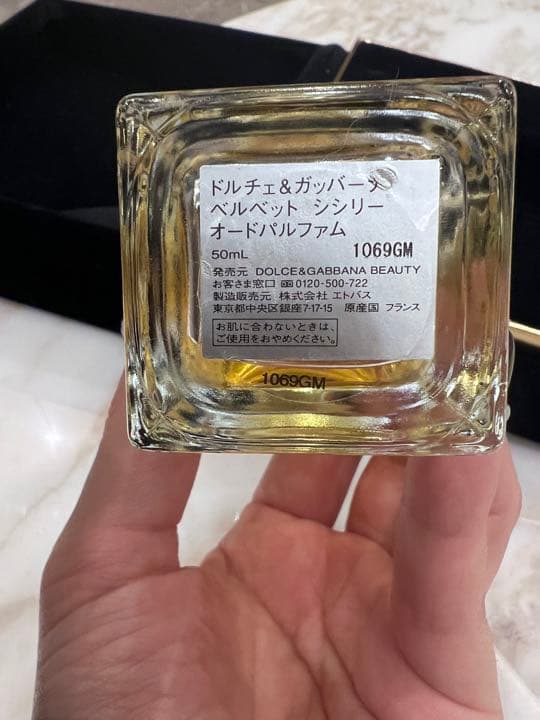 ドルチェ&ガッバーナ
ベルベット シシリー
オードパルファム
50mL 1069GM
発売元 DOLCE&GABBANA BEAUTY
お客さま窓口 0120-500-722
製造販売元 株式会社 エトバス
東京都中央区銀座7-17-15 原産国 フランス
お肌に合わないときは、
ご使用をおやめください。
1069GM